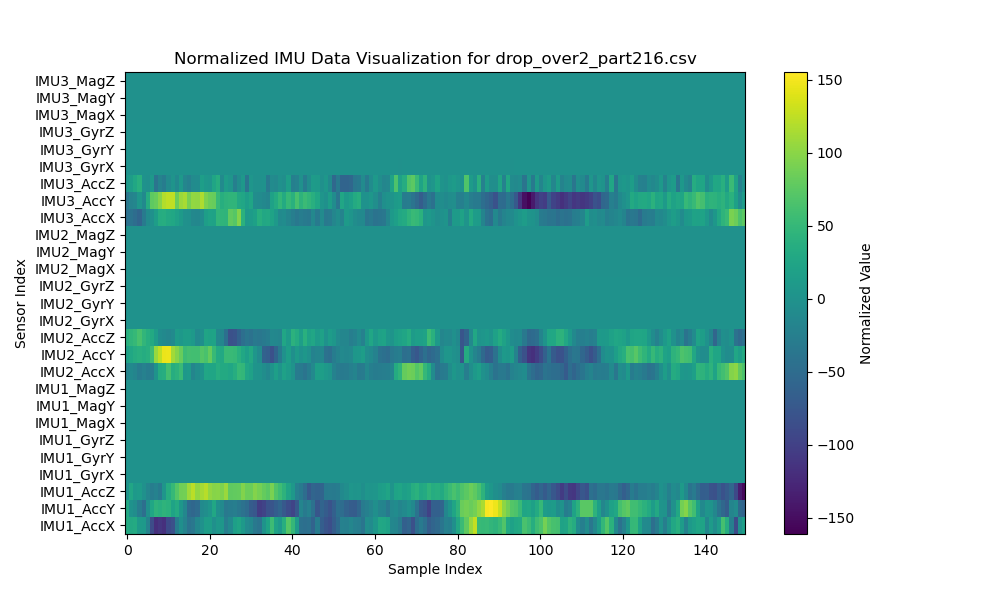 Normalized IMU Data Visualization for drop_over2_part216.csv
Sensor Index
IMU3_MagZ
IMU3_MagY
IMU3_MagX
IMU3_GyrZ
IMU3_GyrY
IMU3_GyrX
IMU3_AccZ
IMU3_AccY
IMU3_AccX
IMU2_MagZ
IMU2_MagY
IMU2_MagX
IMU2_GyrZ
IMU2_GyrY
IMU2_GyrX
IMU2_AccZ
IMU2_AccY
IMU2_AccX
IMU1_MagZ
IMU1_MagY
IMU1_MagX
IMU1_GyrZ
IMU1_GyrY
IMU1_GyrX
IMU1_AccZ
IMU1_AccY
IMU1_AccX
0 20 40 60 80 100 120 140
Sample Index
150
100
50
0
−50
−100
−150
Normalized Value